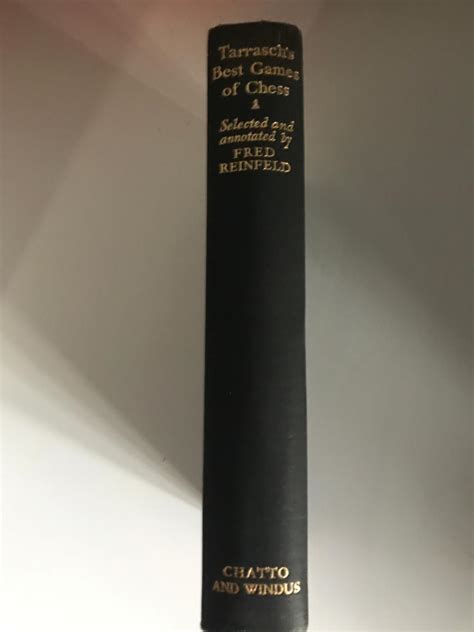 Tarrasch's
Best Games
of Chess
Selected and
annotated by
FRED
REINFELD
CHATTO
AND WINDUS